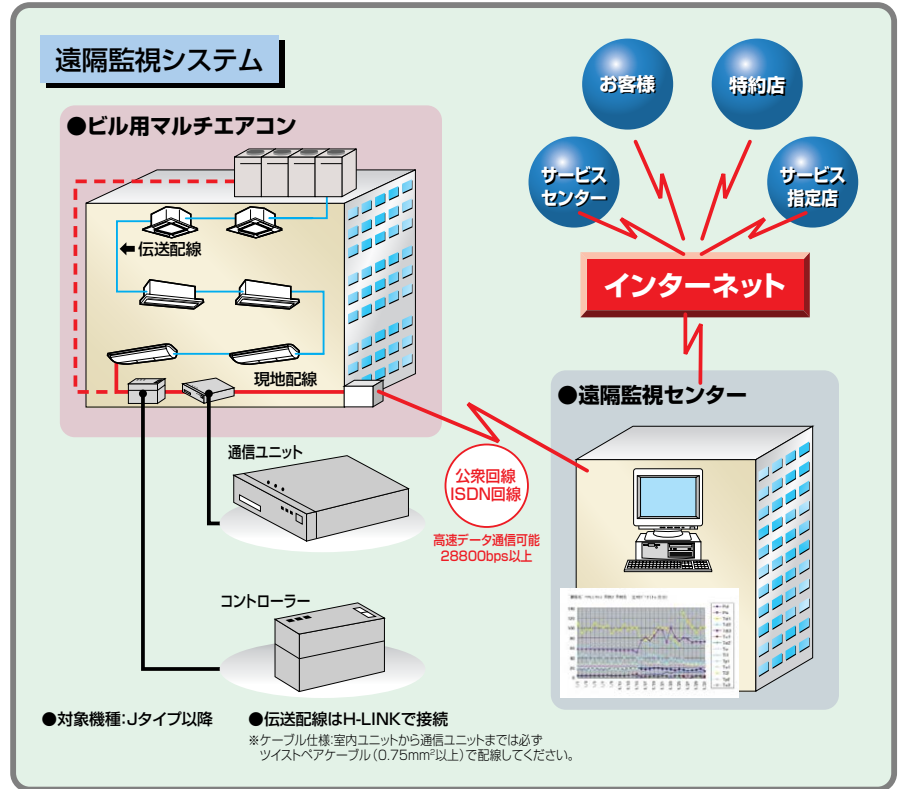 遠隔監視システム
お客様
特約店
サービス
センター
サービス
指定店
インターネット
●ビル用マルチエアコン
伝送配線
現地配線
通信ユニット
コントローラー
公衆回線
ISDN回線
高速データ通信可能
28800bps以上
●遠隔監視センター
●対象機種:Jタイプ以降
●伝送配線はH-LINKで接続
※ケーブル仕様:室内ユニットから通信ユニットまでは必ず
ツイストペアケーブル(0.75mm²以上)で配線してください。